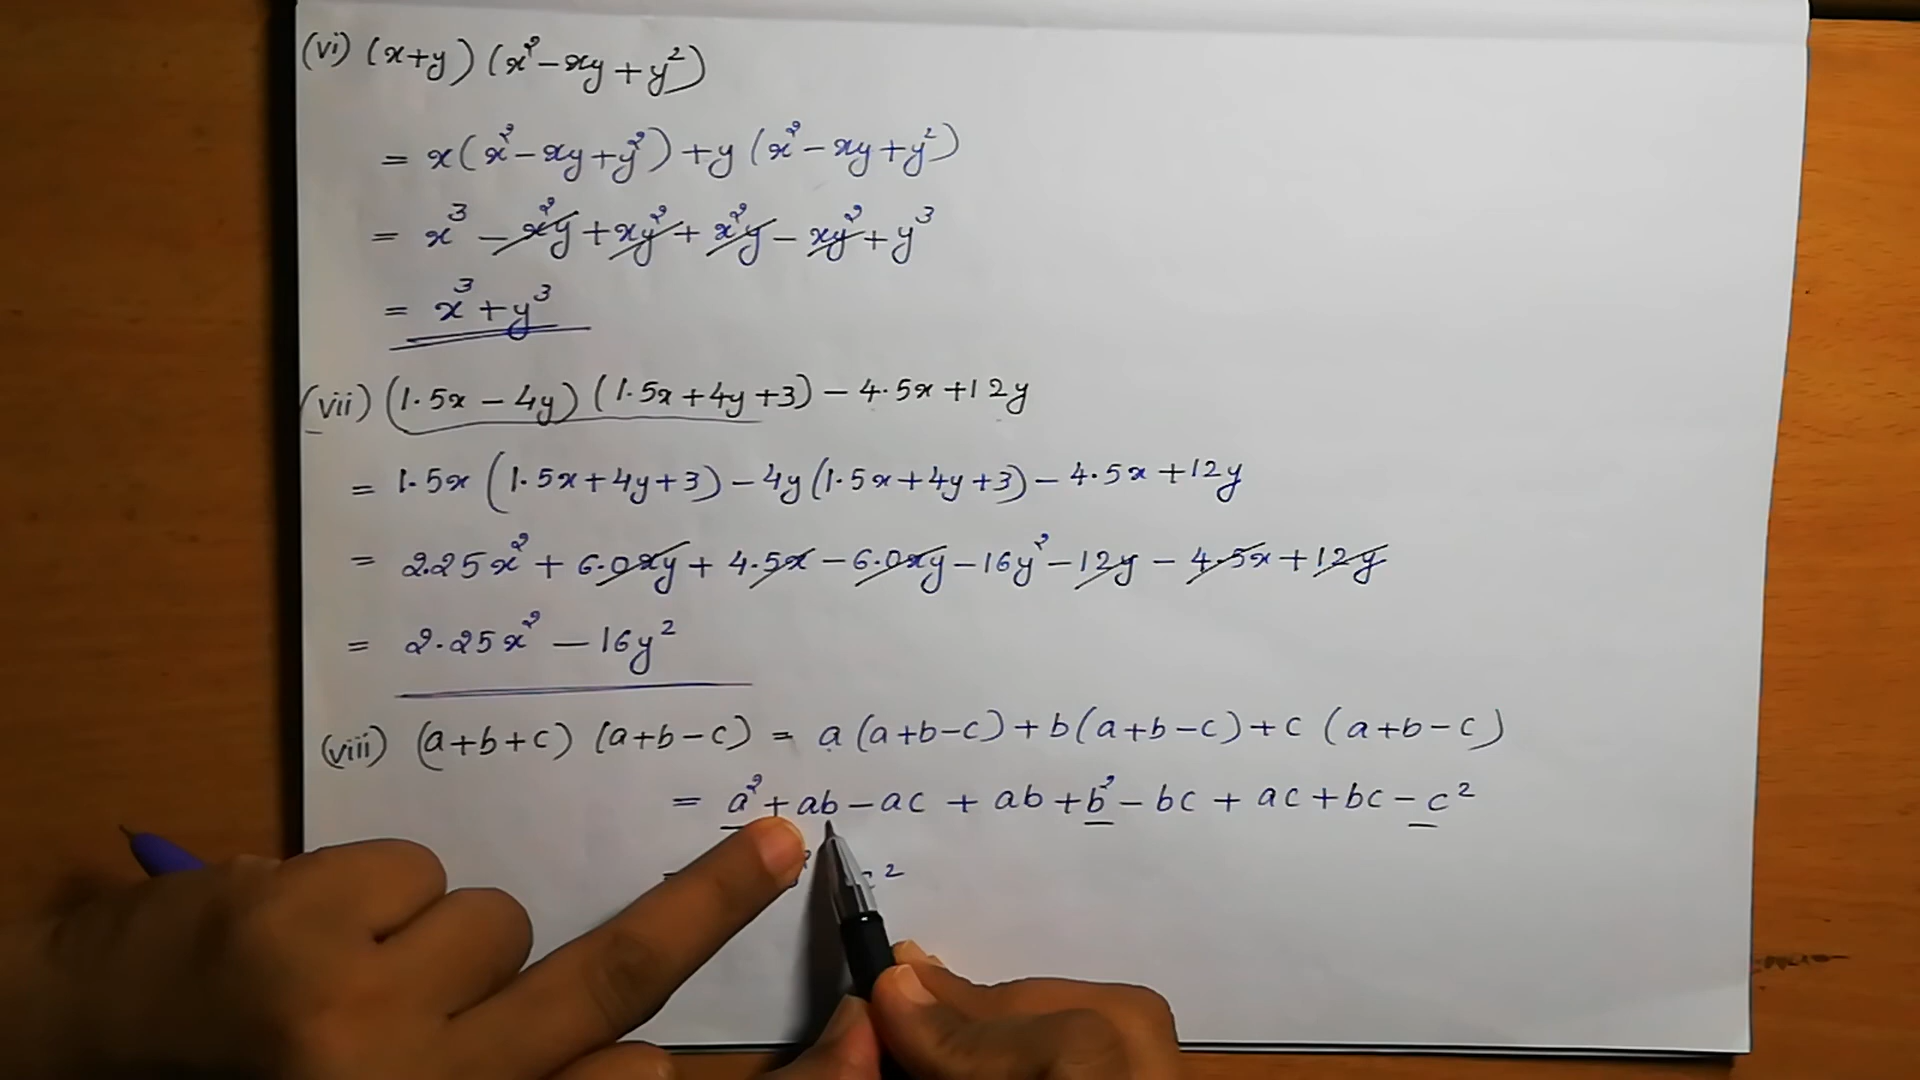 (vi) (x+y) (x²-xy+y²)
= x(x²-xy+y²)+y(x²-xy+y²)
= x³-x²y+xy²+x²y-xy²+y³
= x³+y³
(vii) (1.5x-4y)(1.5x+4y+3)-4.5x+12y
= 1.5x(1.5x+4y+3)-4y(1.5x+4y+3)-4.5x+12y
= 2.25x²+6.0xy+4.5x-6.0xy-16y²-12y-4.5x+12y
= 2.25x²-16y²
(viii) (a+b+c) (a+b-c) = a(a+b-c)+b(a+b-c)+c(a+b-c)
= a²+ab-ac+ab+b²-bc+ac+bc-c²